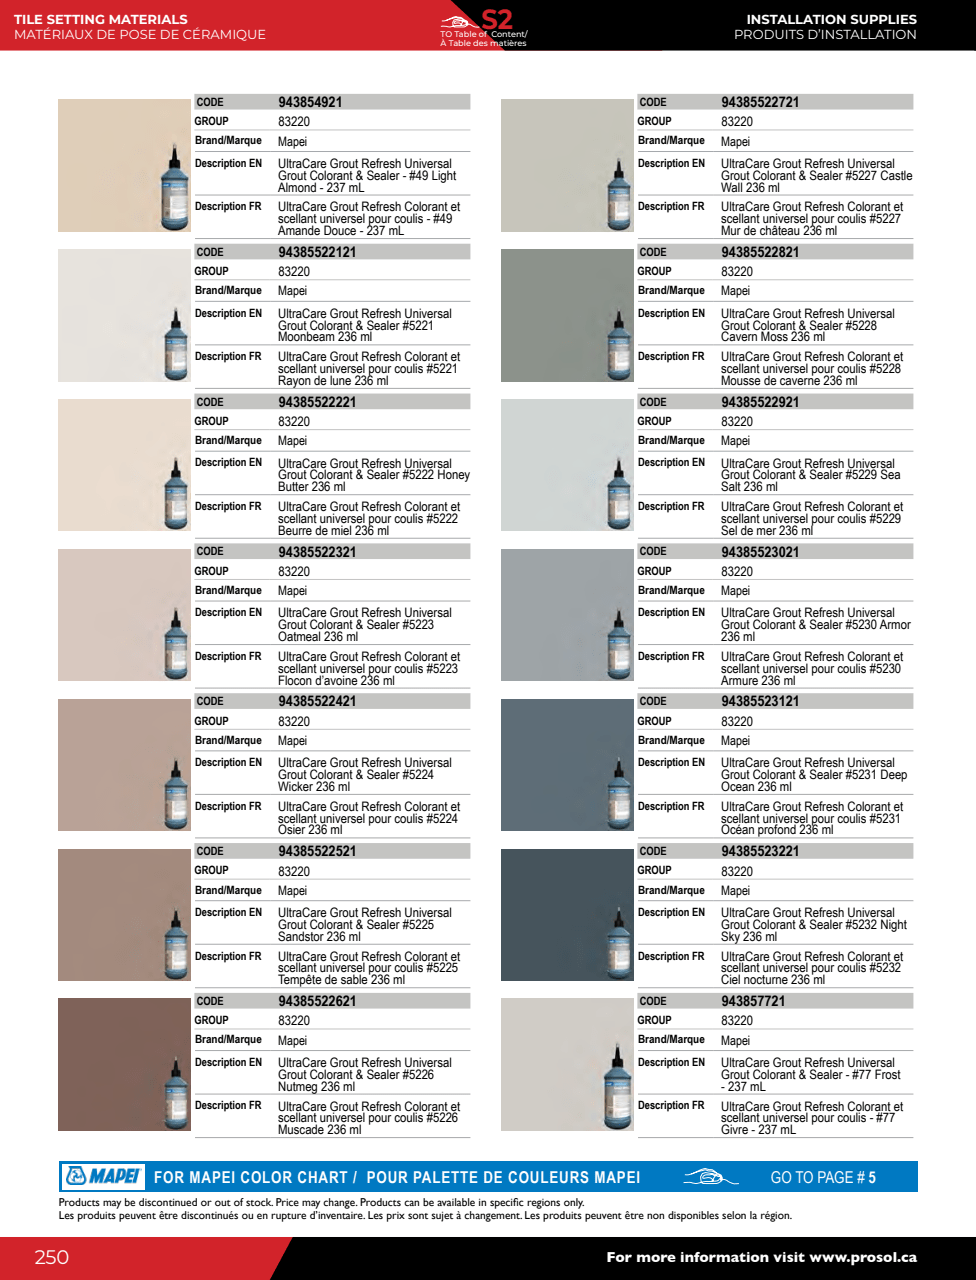 TILE SETTING MATERIALS
MATÉRIAUX DE POSE DE CÉRAMIQUE
S2
TO Table of Content/
À Table des matières
INSTALLATION SUPPLIES
PRODUITS D'INSTALLATION
CODE 943854921
GROUP 83220
Brand/Marque Mapei
Description EN UltraCare Grout Refresh Universal
Grout Colorant & Sealer - #49 Light
Almond - 237 mL
Description FR UltraCare Grout Refresh Colorant et
scellant universel pour coulis - #49
Amande Douce - 237 mL
CODE 94385522121
GROUP 83220
Brand/Marque Mapei
Description EN UltraCare Grout Refresh Universal
Grout Colorant & Sealer #5221
Moonbeam 236 ml
Description FR UltraCare Grout Refresh Colorant et
scellant universel pour coulis #5221
Rayon de lune 236 ml
CODE 94385522221
GROUP 83220
Brand/Marque Mapei
Description EN UltraCare Grout Refresh Universal
Grout Colorant & Sealer #5222 Honey
Butter 236 ml
Description FR UltraCare Grout Refresh Colorant et
scellant universel pour coulis #5222
Beurre de miel 236 ml
CODE 94385522321
GROUP 83220
Brand/Marque Mapei
Description EN UltraCare Grout Refresh Universal
Grout Colorant & Sealer #5223
Oatmeal 236 ml
Description FR UltraCare Grout Refresh Colorant et
scellant universel pour coulis #5223
Flocon d'avoine 236 ml
CODE 94385522421
GROUP 83220
Brand/Marque Mapei
Description EN UltraCare Grout Refresh Universal
Grout Colorant & Sealer #5224
Wicker 236 ml
Description FR UltraCare Grout Refresh Colorant et
scellant universel pour coulis #5224
Osier 236 ml
CODE 94385522521
GROUP 83220
Brand/Marque Mapei
Description EN UltraCare Grout Refresh Universal
Grout Colorant & Sealer #5225
Sandstor 236 ml
Description FR UltraCare Grout Refresh Colorant et
scellant universel pour coulis #5225
Tempête de sable 236 ml
CODE 94385522621
GROUP 83220
Brand/Marque Mapei
Description EN UltraCare Grout Refresh Universal
Grout Colorant & Sealer #5226
Nutmeg 236 ml
Description FR UltraCare Grout Refresh Colorant et
scellant universel pour coulis #5226
Muscade 236 ml
CODE 94385522721
GROUP 83220
Brand/Marque Mapei
Description EN UltraCare Grout Refresh Universal
Grout Colorant & Sealer #5227 Castle
Wall 236 ml
Description FR UltraCare Grout Refresh Colorant et
scellant universel pour coulis #5227
Mur de château 236 ml
CODE 94385522821
GROUP 83220
Brand/Marque Mapei
Description EN UltraCare Grout Refresh Universal
Grout Colorant & Sealer #5228
Cavern Moss 236 ml
Description FR UltraCare Grout Refresh Colorant et
scellant universel pour coulis #5228
Mousse de caverne 236 ml
CODE 94385522921
GROUP 83220
Brand/Marque Mapei
Description EN UltraCare Grout Refresh Universal
Grout Colorant & Sealer #5229 Sea
Salt 236 ml
Description FR UltraCare Grout Refresh Colorant et
scellant universel pour coulis #5229
Sel de mer 236 ml
CODE 94385523021
GROUP 83220
Brand/Marque Mapei
Description EN UltraCare Grout Refresh Universal
Grout Colorant & Sealer #5230 Armor
236 ml
Description FR UltraCare Grout Refresh Colorant et
scellant universel pour coulis #5230
Armure 236 ml
CODE 94385523121
GROUP 83220
Brand/Marque Mapei
Description EN UltraCare Grout Refresh Universal
Grout Colorant & Sealer #5231 Deep
Ocean 236 ml
Description FR UltraCare Grout Refresh Colorant et
scellant universel pour coulis #5231
Océan profond 236 ml
CODE 94385523221
GROUP 83220
Brand/Marque Mapei
Description EN UltraCare Grout Refresh Universal
Grout Colorant & Sealer #5232 Night
Sky 236 ml
Description FR UltraCare Grout Refresh Colorant et
scellant universel pour coulis #5232
Ciel nocturne 236 ml
CODE 943857721
GROUP 83220
Brand/Marque Mapei
Description EN UltraCare Grout Refresh Universal
Grout Colorant & Sealer - #77 Frost
- 237 mL
Description FR UltraCare Grout Refresh Colorant et
scellant universel pour coulis - #77
Givre - 237 mL
MAPEI FOR MAPEI COLOR CHART / POUR PALETTE DE COULEURS MAPEI GO TO PAGE # 5
Products may be discontinued or out of stock. Price may change. Products can be available in specific regions only.
Les produits peuvent être discontinués ou en rupture d'inventaire. Les prix sont sujet à changement. Les produits peuvent être non disponibles selon la région.
250
For more information visit www.prosol.ca